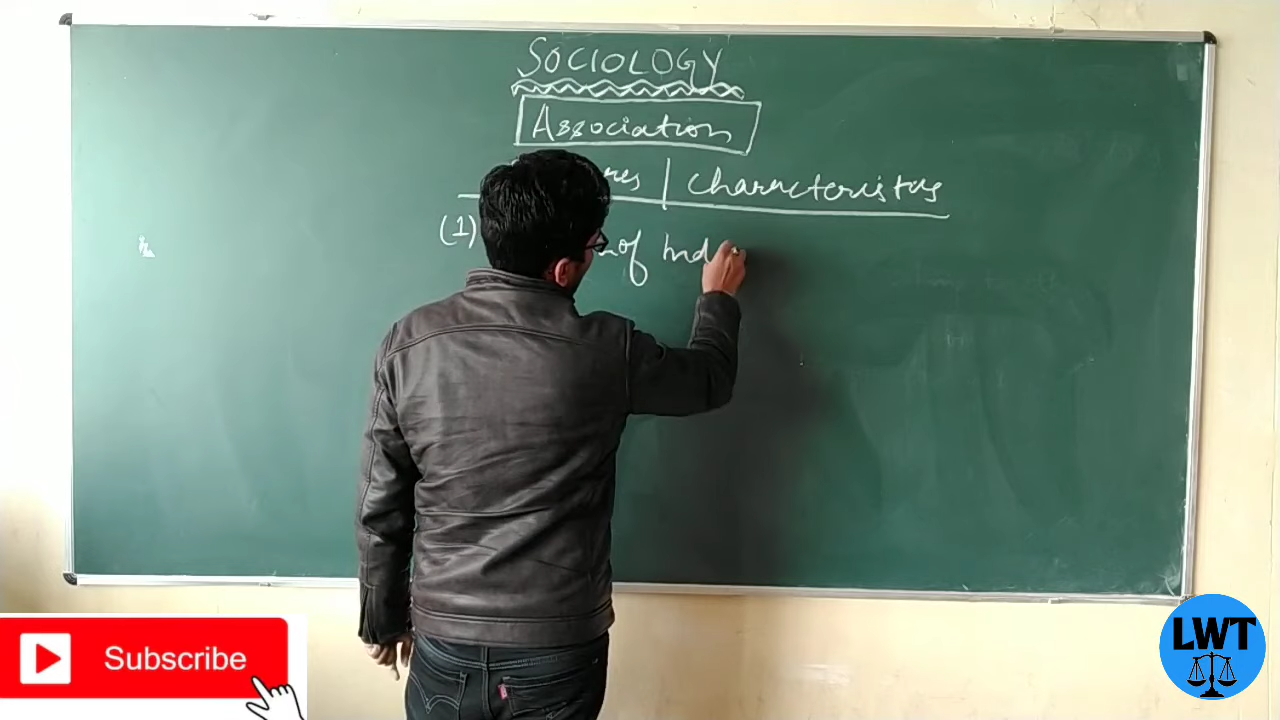 SOCIOLOGY
Association
res | Characteristics
(1) of Ind
Subscribe
LWT